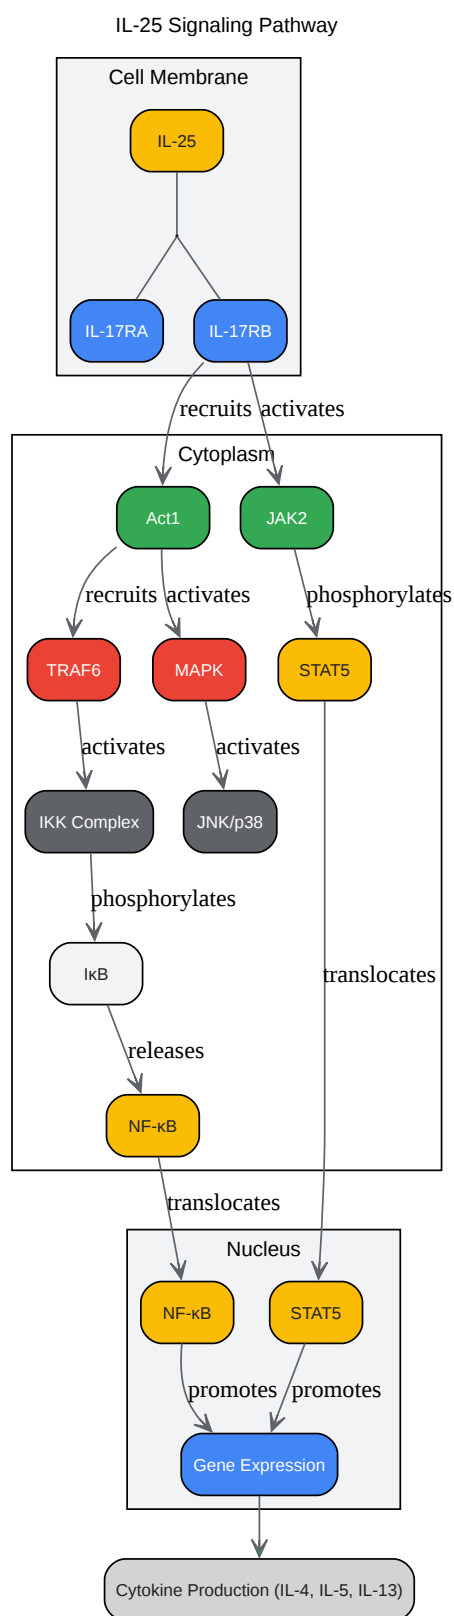 IL-25 Signaling Pathway
Cell Membrane
IL-25
IL-17RA
IL-17RB
recruits
activates
Cytoplasm
Act1
JAK2
recruits
activates
phosphorylates
TRAF6
MAPK
STAT5
activates
activates
IKK Complex
JNK/p38
phosphorylates
IκB
translocates
releases
NF-κB
translocates
Nucleus
NF-κB
STAT5
promotes
promotes
Gene Expression
Cytokine Production (IL-4, IL-5, IL-13)